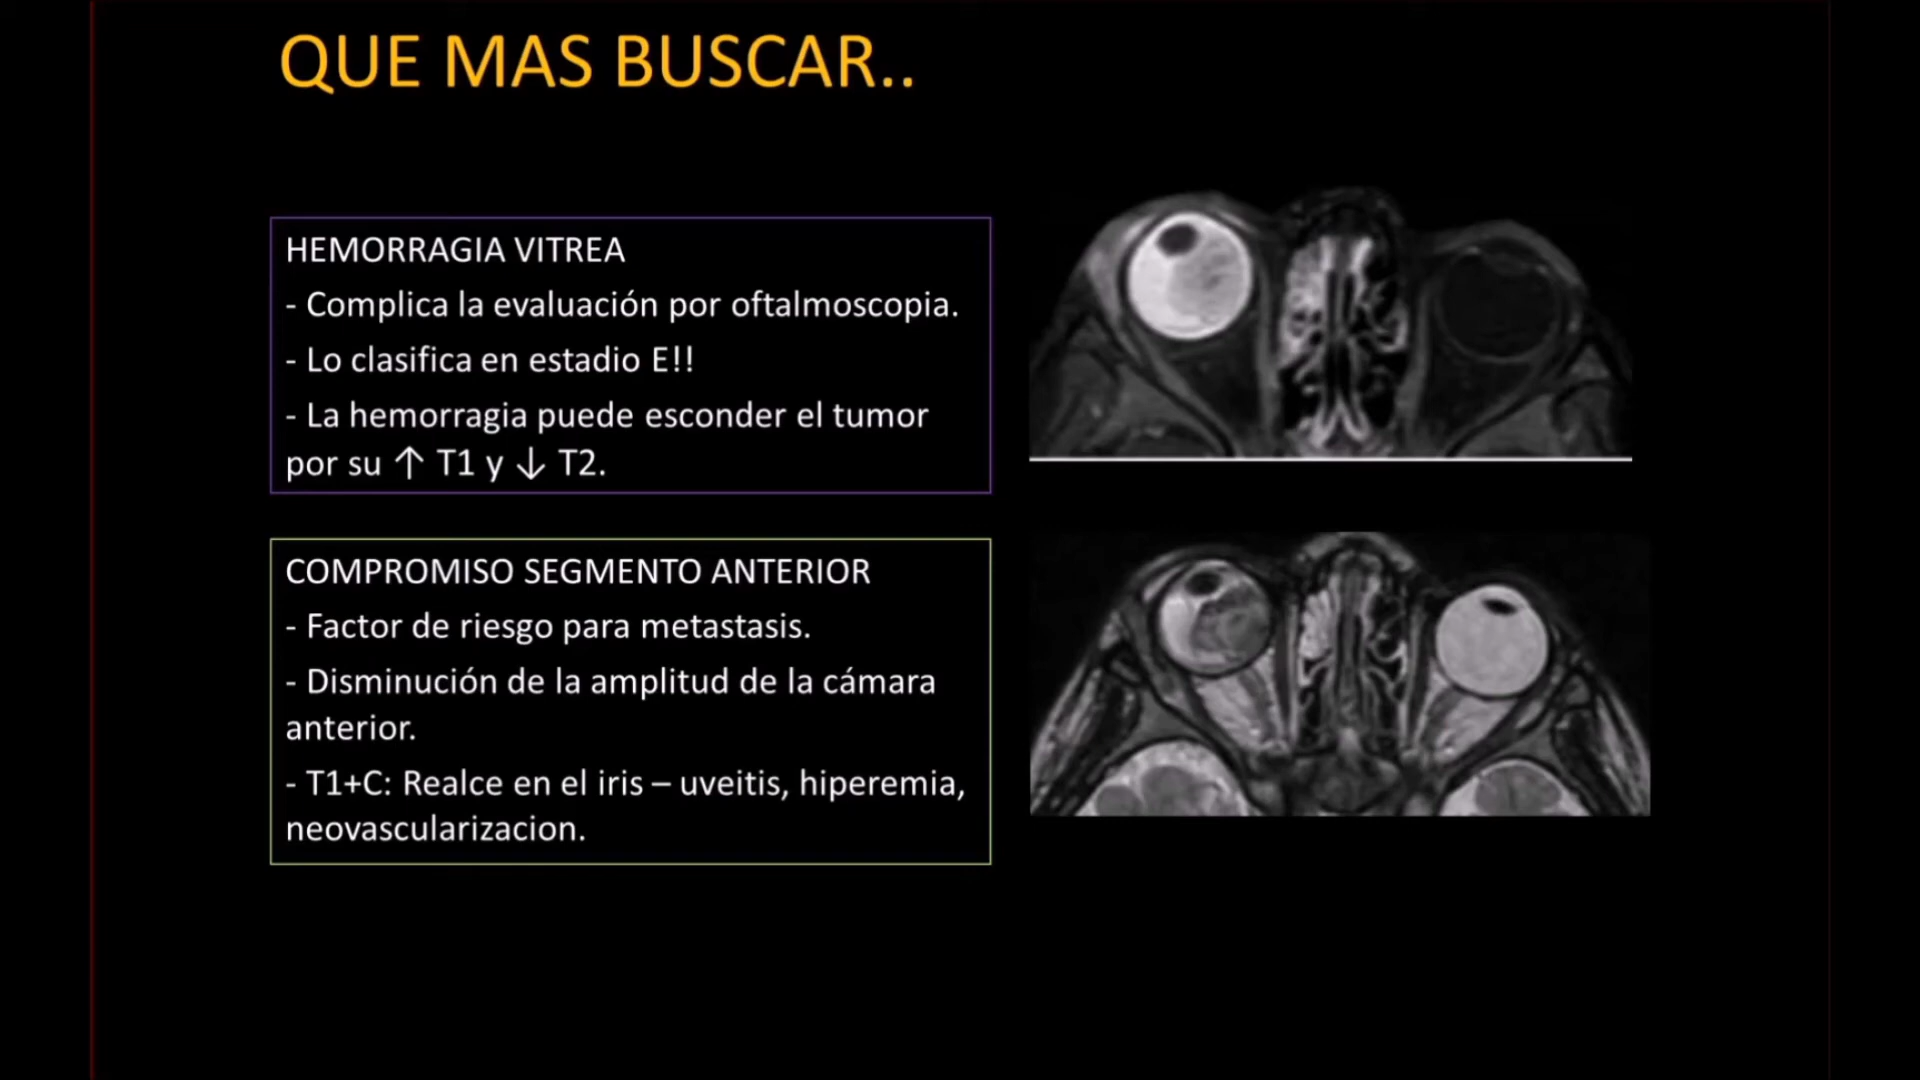 QUE MAS BUSCAR..
HEMORRAGIA VITREA
- Complica la evaluación por oftalmoscopia.
- Lo clasifica en estadio E!!
- La hemorragia puede esconder el tumor
por su ↑ T1 y ↓ T2.
COMPROMISO SEGMENTO ANTERIOR
- Factor de riesgo para metastasis.
- Disminución de la amplitud de la cámara
anterior.
- T1+C: Realce en el iris – uveitis, hiperemia,
neovascularizacion.